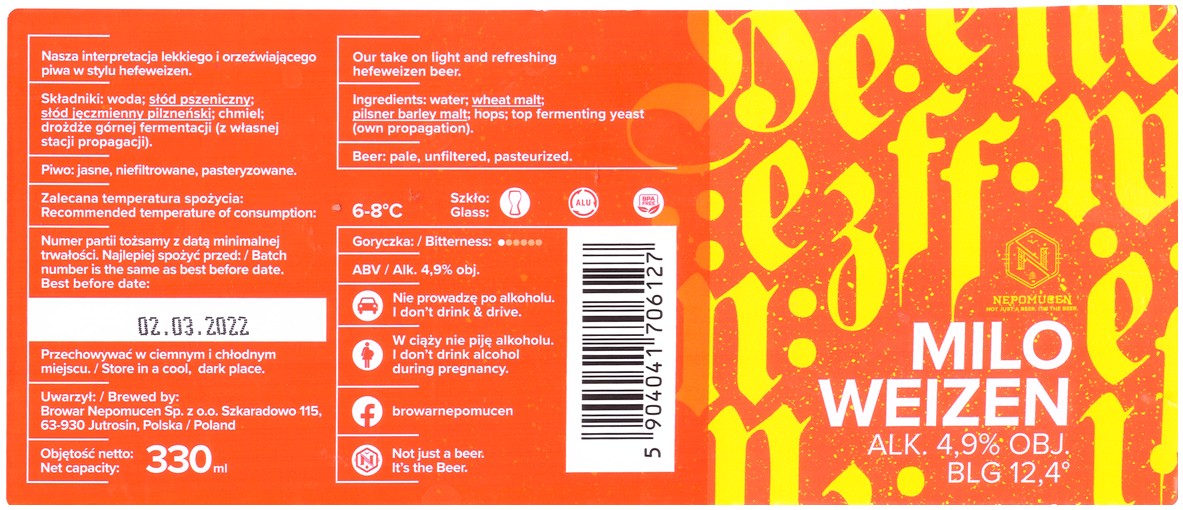 Nasza interpretacja lekkiego i orzeźwiającego
piwa w stylu hefeweizen.
Składniki: woda; słód pszeniczny;
słód jęczmienny pilzneński; chmiel;
drożdże górnej fermentacji (z własnej
stacji propagacji).
Piwo: jasne, niefiltrowane, pasteryzowane.
Zalecana temperatura spożycia:
Recommended temperature of consumption:
6-8°C
Numer partii tożsamy z datą minimalnej
trwałości. Najlepiej spożyć przed: / Batch
number is the same as best before date.
Best before date:
02.03.2022
Przechowywać w ciemnym i chłodnym
miejscu. / Store in a cool, dark place.
Uwarzył: / Brewed by:
Browar Nepomucen Sp. z o.o. Szkaradowo 115,
63-930 Jutrosin, Polska / Poland
Objętość netto:
Net capacity:
330 ml
Our take on light and refreshing
hefeweizen beer.
Ingredients: water; wheat malt;
pilsner barley malt; hops; top fermenting yeast
(own propagation).
Beer: pale, unfiltered, pasteurized.
Szkło:
Glass:
ALU
BPA
FREE
Goryczka: / Bitterness:
ABV / Alk. 4,9% obj.
Nie prowadzę po alkoholu.
I don't drink & drive.
W ciąży nie piję alkoholu.
I don't drink alcohol
during pregnancy.
browarnepomucen
Not just a beer.
It's the Beer.
5 904041 706127
N
NEPOMUCEN
NOT JUST A BEER. IT'S THE BEER.
MILO
WEIZEN
ALK. 4,9% OBJ.
BLG 12,4°